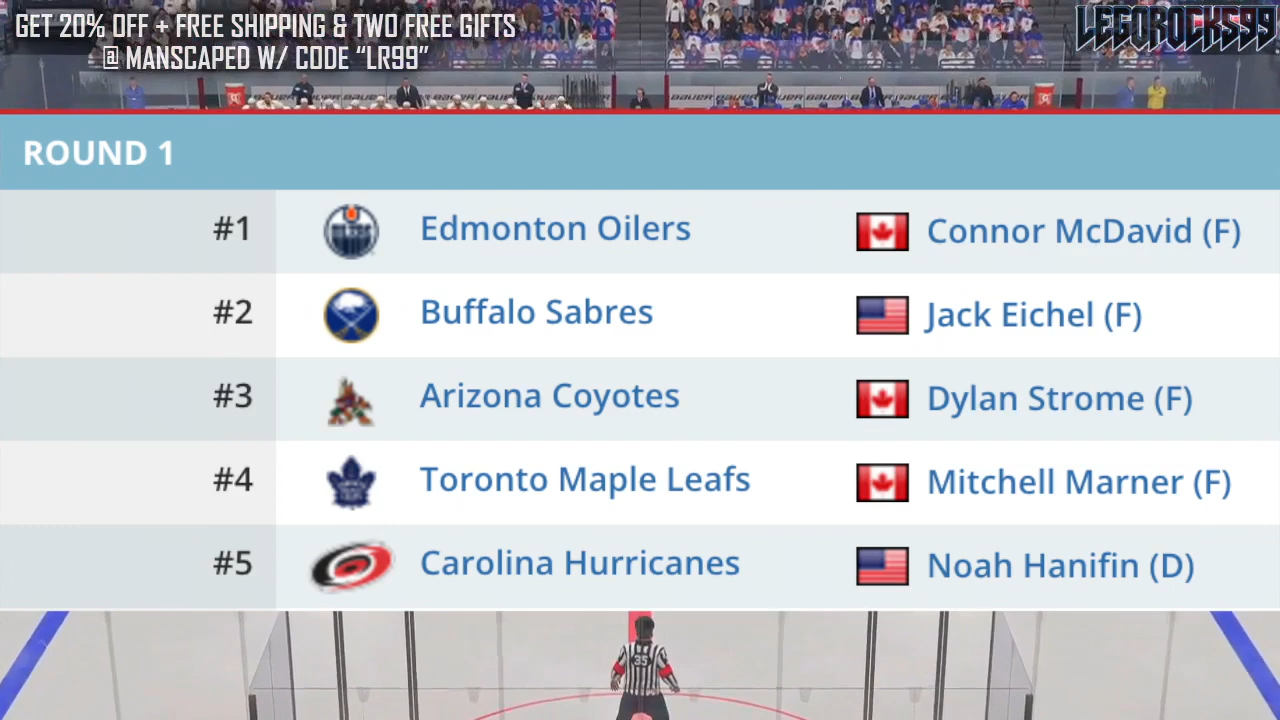 GET 20% OFF + FREE SHIPPING & TWO FREE GIFTS
@ MANSCAPED W/ CODE “LR99”
LEGOROCKS99
BAUER
ROUND 1
#1 Edmonton Oilers Connor McDavid (F)
#2 Buffalo Sabres Jack Eichel (F)
#3 Arizona Coyotes Dylan Strome (F)
#4 Toronto Maple Leafs Mitchell Marner (F)
#5 Carolina Hurricanes Noah Hanifin (D)
35